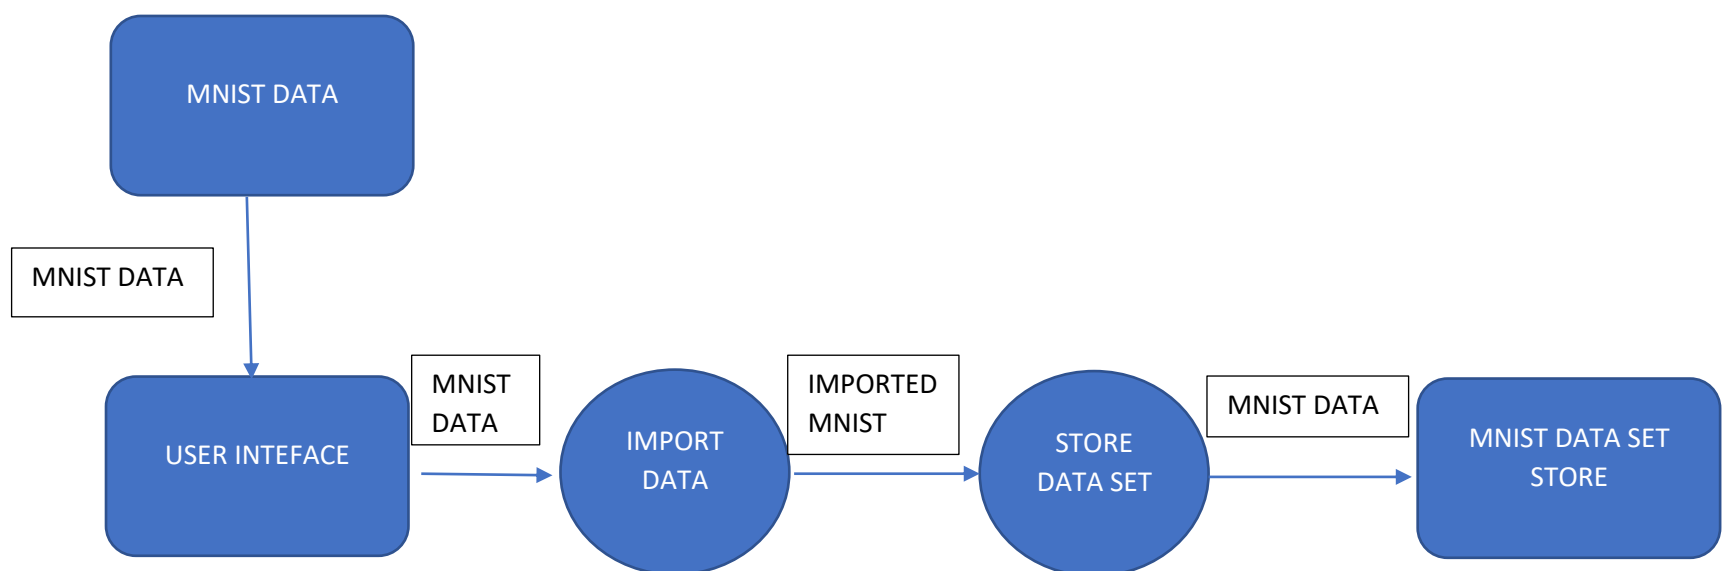 MNIST DATA
MNIST DATA
USER INTEFACE
MNIST
DATA
IMPORT
DATA
IMPORTED
MNIST
STORE
DATA SET
MNIST DATA
MNIST DATA SET
STORE